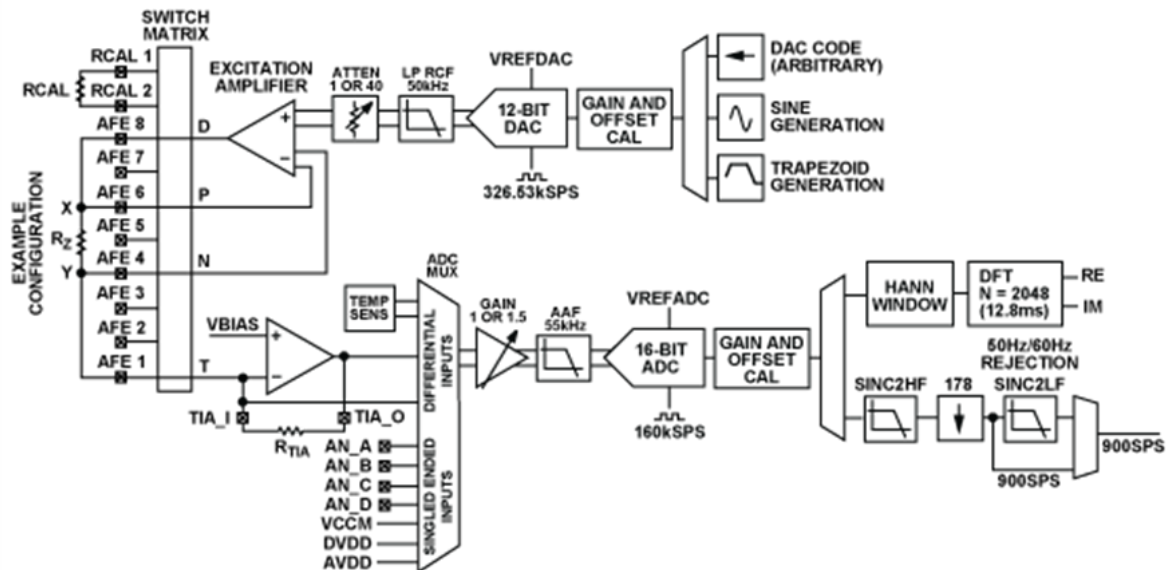 SWITCH
MATRIX
RCAL 1
RCAL
RCAL 2
AFE 8
AFE 7
AFE 6
AFE 5
AFE 4
AFE 3
AFE 2
AFE 1
X
RZ
Y
EXAMPLE
CONFIGURATION
D
P
N
T
EXCITATION
AMPLIFIER
ATTEN
1 OR 40
LP RCF
50kHz
VREFDAC
12-BIT
DAC
326.53kSPS
GAIN AND
OFFSET
CAL
DAC CODE
(ARBITRARY)
SINE
GENERATION
TRAPEZOID
GENERATION
VBIAS
+
−
+
−
TIA_I
TIA_O
RTIA
TEMP
SENS
ADC
MUX
DIFFERENTIAL
INPUTS
SINGLED ENDED
INPUTS
AN_A
AN_B
AN_C
AN_D
VCCM
DVDD
AVDD
GAIN
1 OR 1.5
AAF
55kHz
VREFADC
16-BIT
ADC
160kSPS
GAIN AND
OFFSET
CAL
HANN
WINDOW
DFT
N = 2048
(12.8ms)
RE
IM
50Hz/60Hz
REJECTION
SINC2HF
178
SINC2LF
900SPS
900SPS